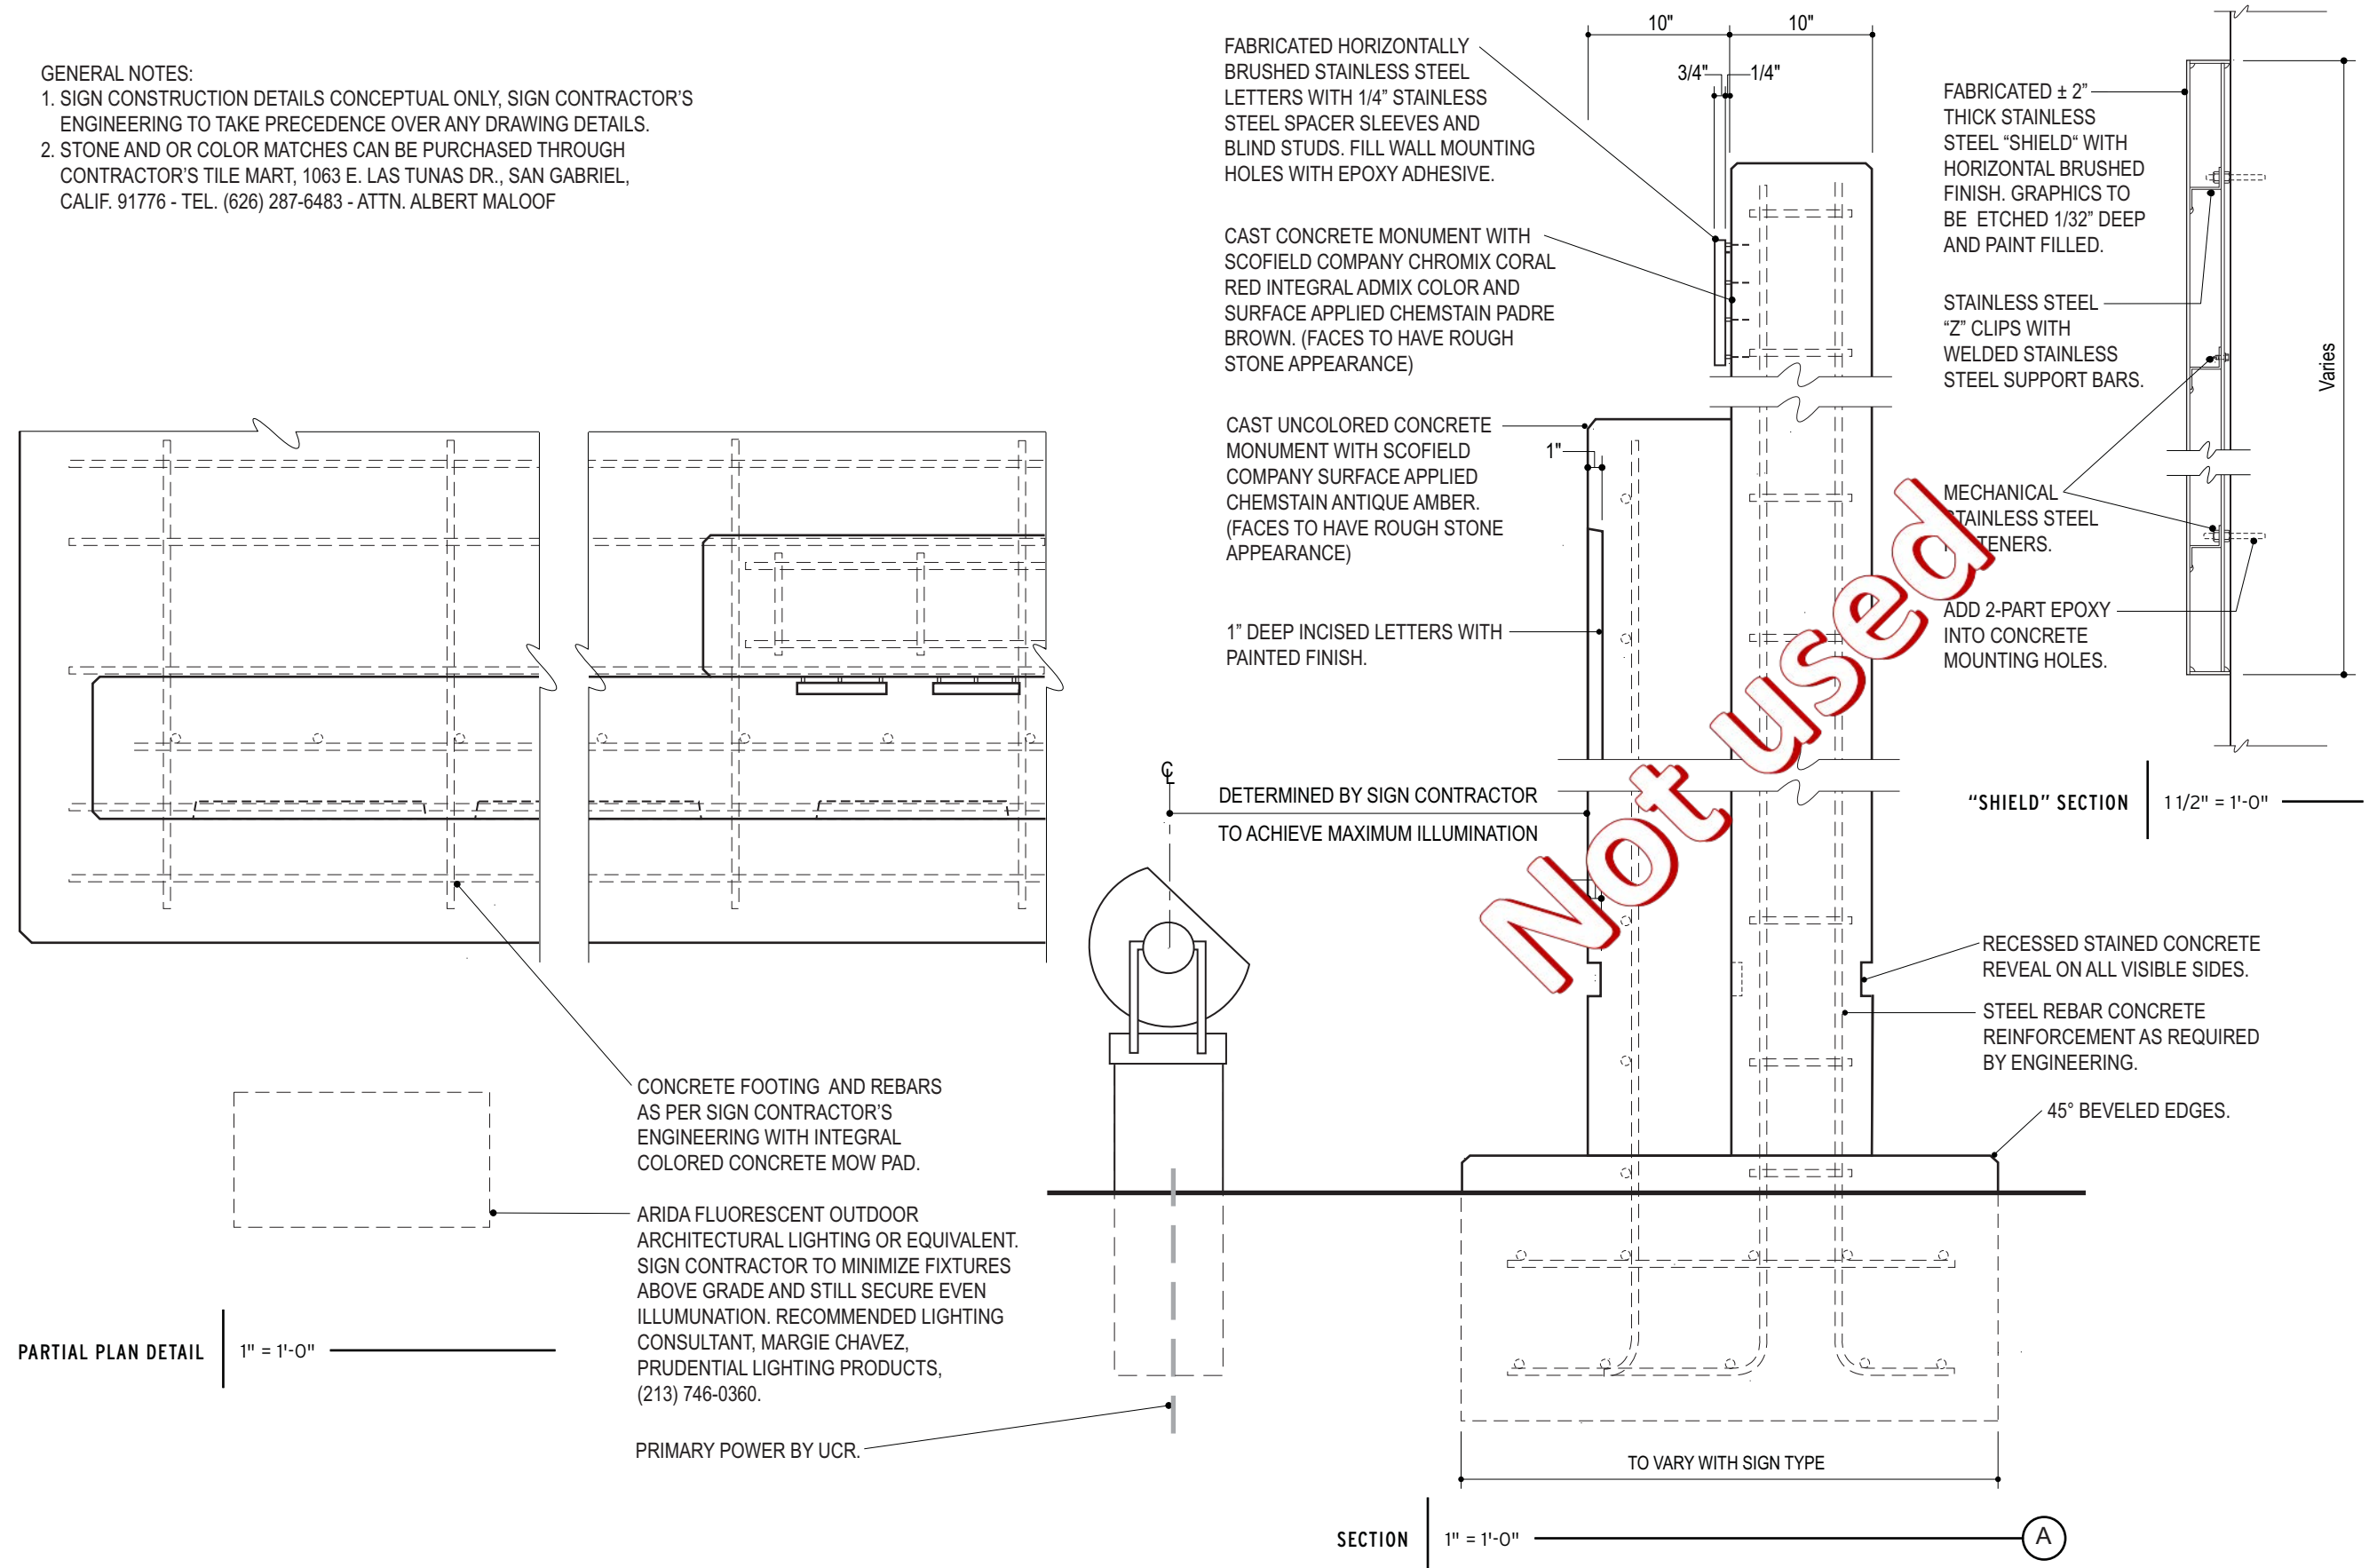 GENERAL NOTES:
1. SIGN CONSTRUCTION DETAILS CONCEPTUAL ONLY, SIGN CONTRACTOR'S
ENGINEERING TO TAKE PRECEDENCE OVER ANY DRAWING DETAILS.
2. STONE AND OR COLOR MATCHES CAN BE PURCHASED THROUGH
CONTRACTOR'S TILE MART, 1063 E. LAS TUNAS DR., SAN GABRIEL,
CALIF. 91776 - TEL. (626) 287-6483 - ATTN. ALBERT MALOOF
CONCRETE FOOTING AND REBARS
AS PER SIGN CONTRACTOR'S
ENGINEERING WITH INTEGRAL
COLORED CONCRETE MOW PAD.
ARIDA FLUORESCENT OUTDOOR
ARCHITECTURAL LIGHTING OR EQUIVALENT.
SIGN CONTRACTOR TO MINIMIZE FIXTURES
ABOVE GRADE AND STILL SECURE EVEN
ILLUMUNATION. RECOMMENDED LIGHTING
CONSULTANT, MARGIE CHAVEZ,
PRUDENTIAL LIGHTING PRODUCTS,
(213) 746-0360.
PRIMARY POWER BY UCR.
PARTIAL PLAN DETAIL
1" = 1'-0"
FABRICATED HORIZONTALLY
BRUSHED STAINLESS STEEL
LETTERS WITH 1/4” STAINLESS
STEEL SPACER SLEEVES AND
BLIND STUDS. FILL WALL MOUNTING
HOLES WITH EPOXY ADHESIVE.
CAST CONCRETE MONUMENT WITH
SCOFIELD COMPANY CHROMIX CORAL
RED INTEGRAL ADMIX COLOR AND
SURFACE APPLIED CHEMSTAIN PADRE
BROWN. (FACES TO HAVE ROUGH
STONE APPEARANCE)
CAST UNCOLORED CONCRETE
MONUMENT WITH SCOFIELD
COMPANY SURFACE APPLIED
CHEMSTAIN ANTIQUE AMBER.
(FACES TO HAVE ROUGH STONE
APPEARANCE)
1” DEEP INCISED LETTERS WITH
PAINTED FINISH.
10"
10"
3/4"
1/4"
1"
CL
DETERMINED BY SIGN CONTRACTOR
TO ACHIEVE MAXIMUM ILLUMINATION
Not used
FABRICATED ± 2”
THICK STAINLESS
STEEL “SHIELD“ WITH
HORIZONTAL BRUSHED
FINISH. GRAPHICS TO
BE ETCHED 1/32” DEEP
AND PAINT FILLED.
STAINLESS STEEL
“Z” CLIPS WITH
WELDED STAINLESS
STEEL SUPPORT BARS.
MECHANICAL
STAINLESS STEEL
FASTENERS.
ADD 2-PART EPOXY
INTO CONCRETE
MOUNTING HOLES.
Varies
“SHIELD” SECTION
1 1/2" = 1'-0"
RECESSED STAINED CONCRETE
REVEAL ON ALL VISIBLE SIDES.
STEEL REBAR CONCRETE
REINFORCEMENT AS REQUIRED
BY ENGINEERING.
45° BEVELED EDGES.
TO VARY WITH SIGN TYPE
SECTION
1" = 1'-0"
A